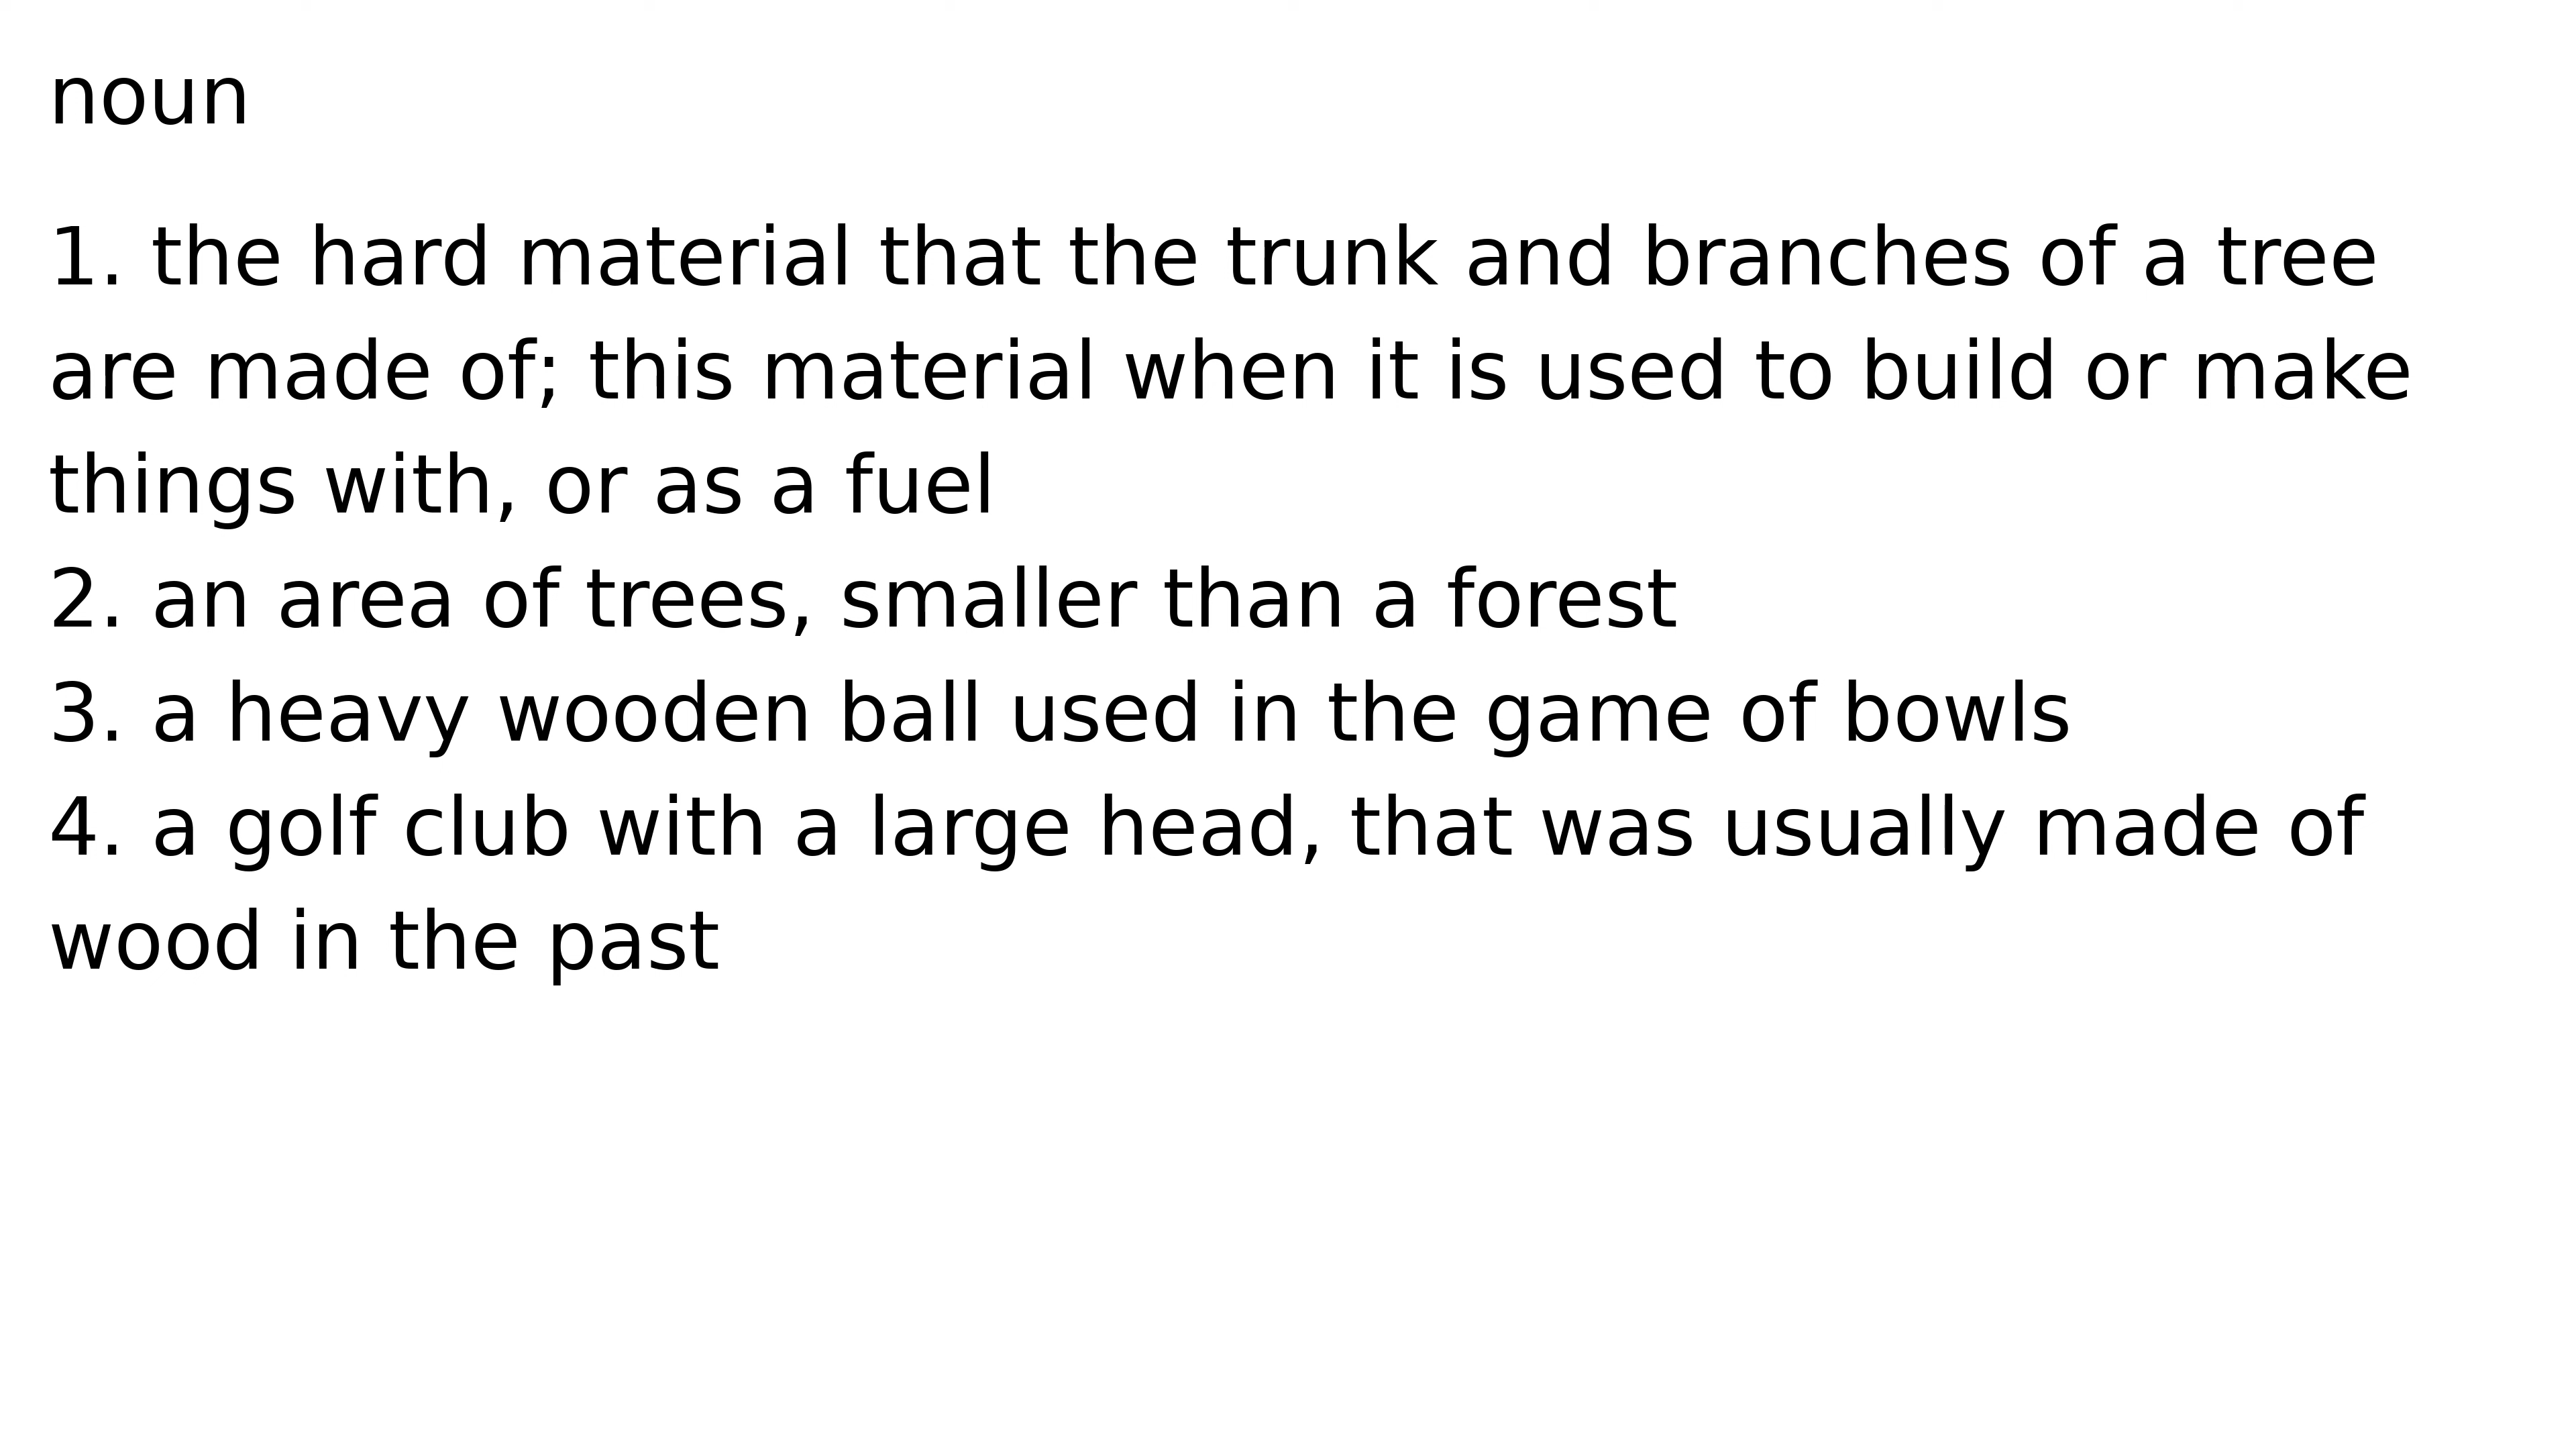 noun
1. the hard material that the trunk and branches of a tree
are made of; this material when it is used to build or make
things with, or as a fuel
2. an area of trees, smaller than a forest
3. a heavy wooden ball used in the game of bowls
4. a golf club with a large head, that was usually made of
wood in the past